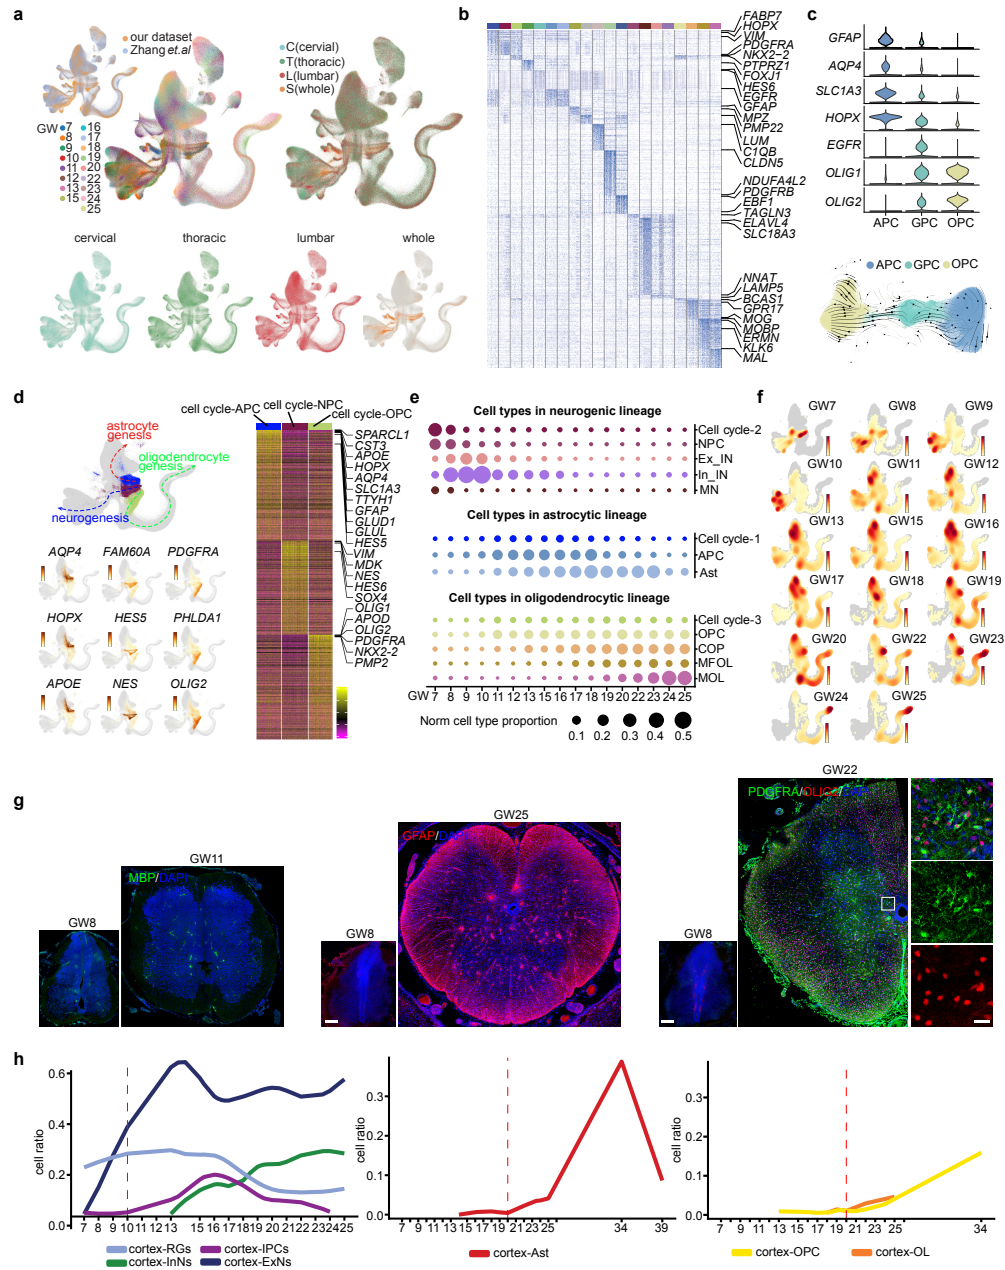 a
our dataset
Zhang et.al
GW
7
8
9
10
11
12
13
15
16
17
18
19
20
22
23
24
25
C(cervial)
T(thoracic)
L(lumbar)
S(whole)
cervical
thoracic
lumbar
whole
b
FABP7
HOPX
VIM
PDGFRA
NKX2-2
PTPRZ1
FOXJ1
HES6
EGFR
GFAP
MPZ
PMP22
LUM
C1QB
CLDN5
NDUFA4L2
PDGFRB
EBF1
TAGLN3
ELAVL4
SLC18A3
NNAT
LAMP5
BCAS1
GPR17
MOG
MOBP
ERMN
KLK6
MAL
c
GFAP
AQP4
SLC1A3
HOPX
EGFR
OLIG1
OLIG2
APC GPC OPC
APC GPC OPC
d
astrocyte
genesis
oligodendrocyte
genesis
neurogenesis
AQP4 FAM60A PDGFRA
HOPX HES5 PHLDA1
APOE NES OLIG2
cell cycle-APC
cell cycle-NPC
cell cycle-OPC
SPARCL1
CST3
APOE
HOPX
AQP4
SLC1A3
TTYH1
GFAP
GLUD1
GLUL
HES5
VIM
MDK
NES
HES6
SOX4
OLIG1
APOD
OLIG2
PDGFRA
NKX2-2
PMP2
e
Cell types in neurogenic lineage
Cell cycle-2
NPC
Ex_IN
In_IN
MN
Cell types in astrocytic lineage
Cell cycle-1
APC
Ast
Cell types in oligodendrocytic lineage
Cell cycle-3
OPC
COP
MFOL
MOL
GW 7 8 9 10 11 12 13 15 16 17 18 19 20 21 22 23 24 25
Norm cell type proportion
0.1 0.2 0.3 0.4 0.5
f
GW7 GW8 GW9
GW10 GW11 GW12
GW13 GW15 GW16
GW17 GW18 GW19
GW20 GW22 GW23
GW24 GW25
g
GW8
GW11
MBP/DAPI
GW8
GW25
GFAP/DAPI
GW8
GW22
PDGFRA/OLIG2/
h
cell ratio
0.6
0.4
0.2
0.0
7 8 9 10 11 12 13 15 16 17 18 19 20 22 24 25
cortex-RGs
cortex-IPCs
cortex-InNs
cortex-ExNs
cell ratio
0.3
0.2
0.1
0.0
7 9 11 13 15 17 19 21 23 25 34 39
cortex-Ast
cell ratio
0.3
0.2
0.1
0.0
7 9 11 13 15 17 19 21 23 25 34
cortex-OPC
cortex-OL